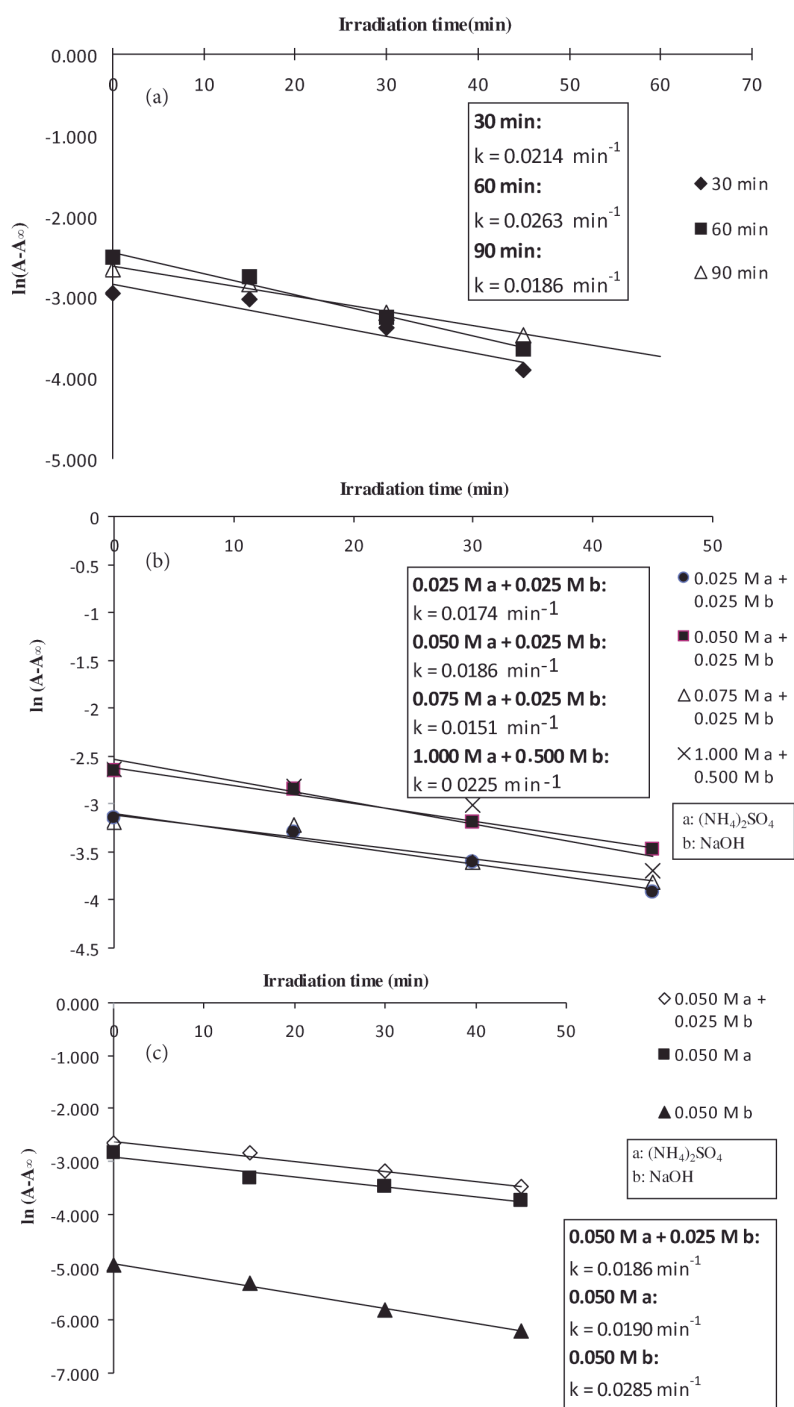 Irradiation time(min)
0.000
0 10 20 30 40 50 60 70
(a)
-1.000
-2.000
-3.000
-4.000
-5.000
ln(A-A∞)
30 min:
k = 0.0214 min-1
60 min:
k = 0.0263 min-1
90 min:
k = 0.0186 min-1
30 min
60 min
90 min
Irradiation time (min)
0
0 10 20 30 40 50
(b)
-0.5
-1
-1.5
-2
-2.5
-3
-3.5
-4
-4.5
ln (A-A∞)
0.025 M a + 0.025 M b:
k = 0.0174 min-1
0.050 M a + 0.025 M b:
k = 0.0186 min-1
0.075 M a + 0.025 M b:
k = 0.0151 min-1
1.000 M a + 0.500 M b:
k = 0 0225 min-1
0.025 M a +
0.025 M b
0.050 M a +
0.025 M b
0.075 M a +
0.025 M b
1.000 M a +
0.500 M b
a: (NH4)2SO4
b: NaOH
Irradiation time (min)
0.000
0 10 20 30 40 50
(c)
-1.000
-2.000
-3.000
-4.000
-5.000
-6.000
-7.000
ln (A-A∞ )
0.050 M a +
0.025 M b
0.050 M a
0.050 M b
a: (NH4)2SO4
b: NaOH
0.050 M a + 0.025 M b:
k = 0.0186 min-1
0.050 M a:
k = 0.0190 min-1
0.050 M b:
k = 0.0285 min-1